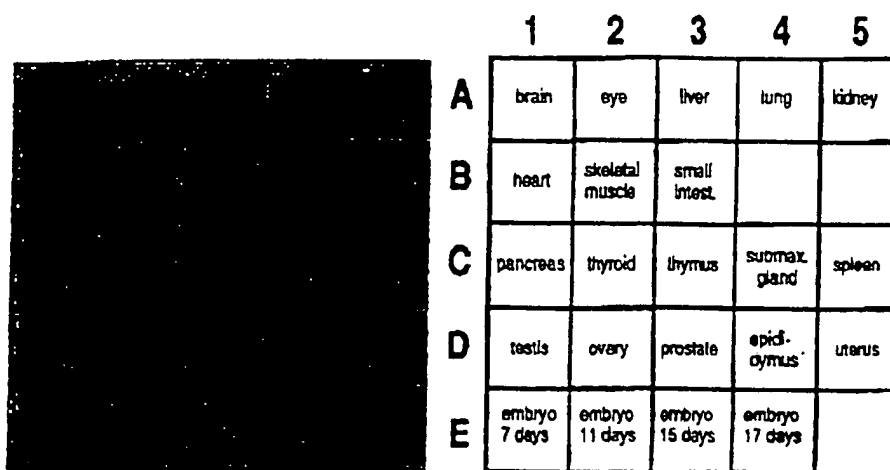 1 2 3 4 5
A brain eye liver lung kidney
B heart skeletal muscle small intest.
C pancreas thyroid thymus submax. gland spleen
D testis ovary prostate epidi-dymus uterus
E embryo 7 days embryo 11 days embryo 15 days embryo 17 days